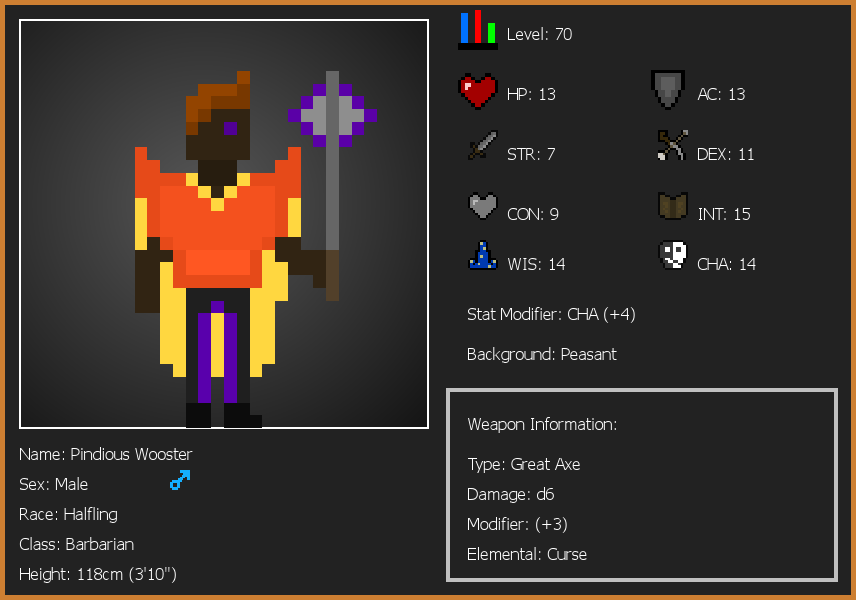 Level: 70
HP: 13
AC: 13
STR: 7
DEX: 11
CON: 9
INT: 15
WIS: 14
CHA: 14
Stat Modifier: CHA (+4)
Background: Peasant
Weapon Information:
Type: Great Axe
Damage: d6
Modifier: (+3)
Elemental: Curse
Name: Pindious Wooster
Sex: Male
Race: Halfling
Class: Barbarian
Height: 118cm (3'10")